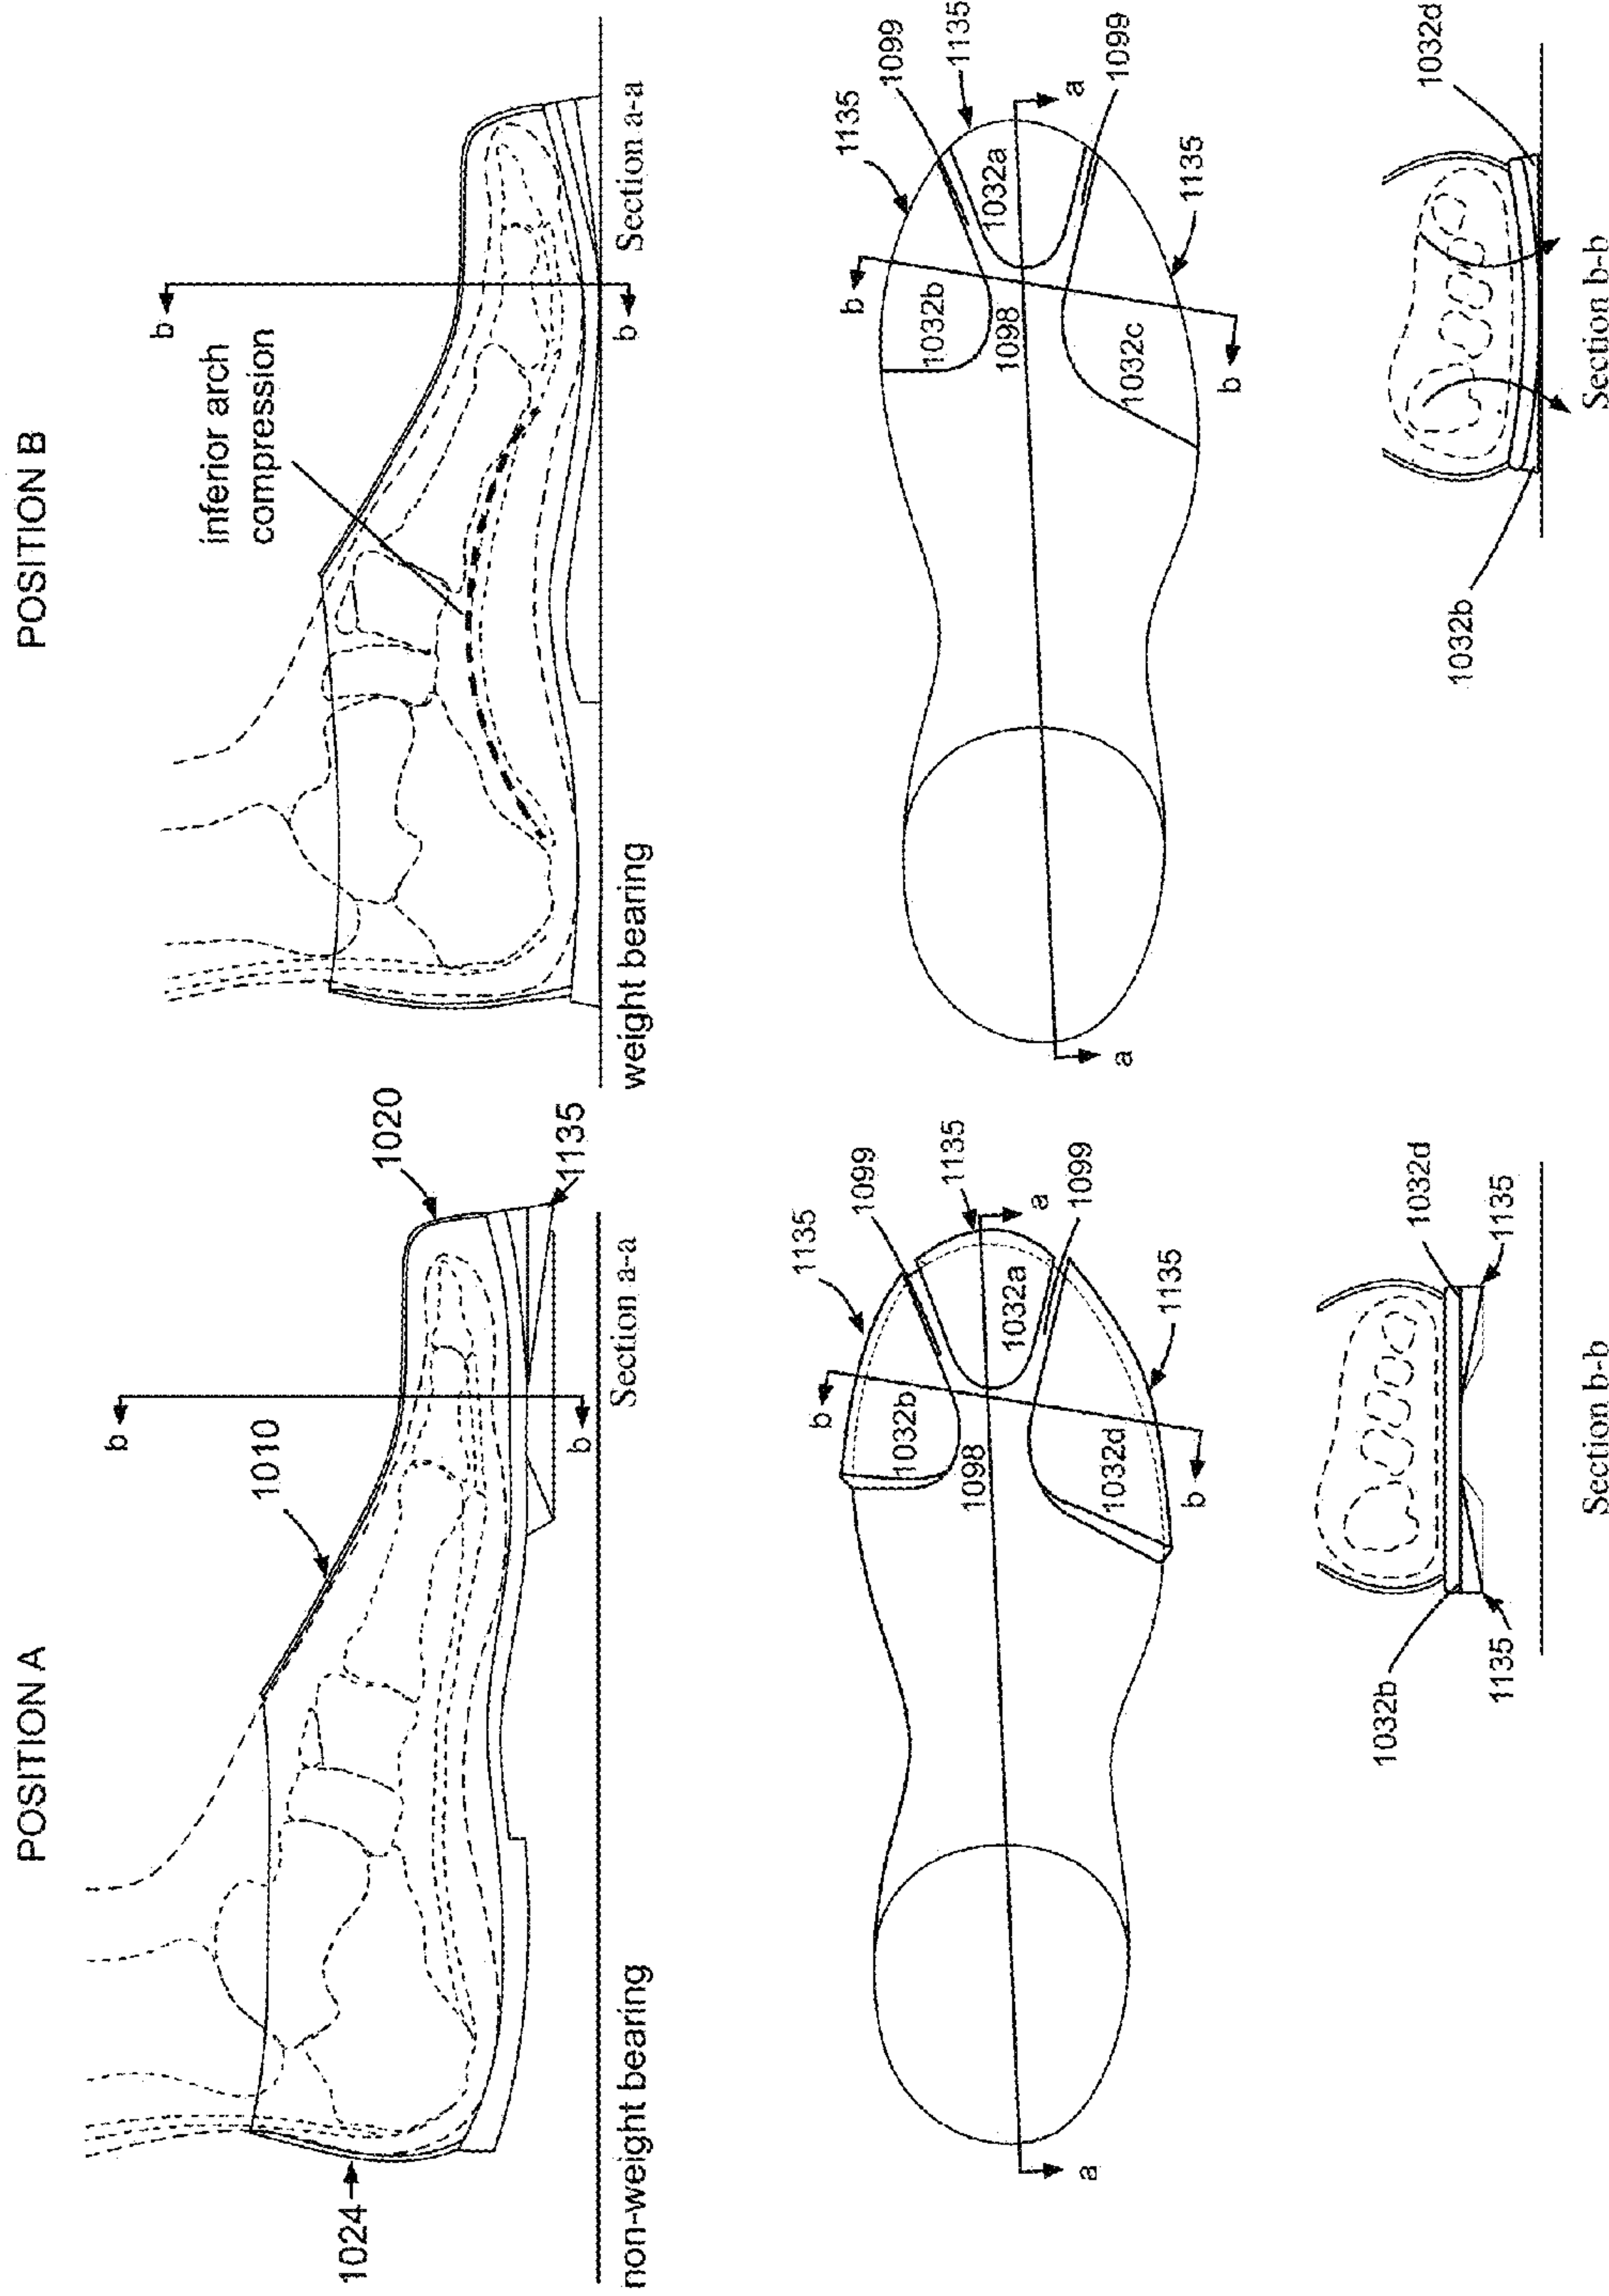 POSITION A
b
1010
1020
1024
b
1135
Section a-a
non-weight bearing
1135
1099
1135
b
1032b
1032a
a
1098
1099
1032d
1135
b
a
1032b
1032d
1135
1135
Section b-b
POSITION B
b
inferior arch
compression
b
Section a-a
weight bearing
1135
1099
1135
b
1032b
1032a
a
1098
1099
1032c
1135
b
a
1032d
1032b
Section b-b